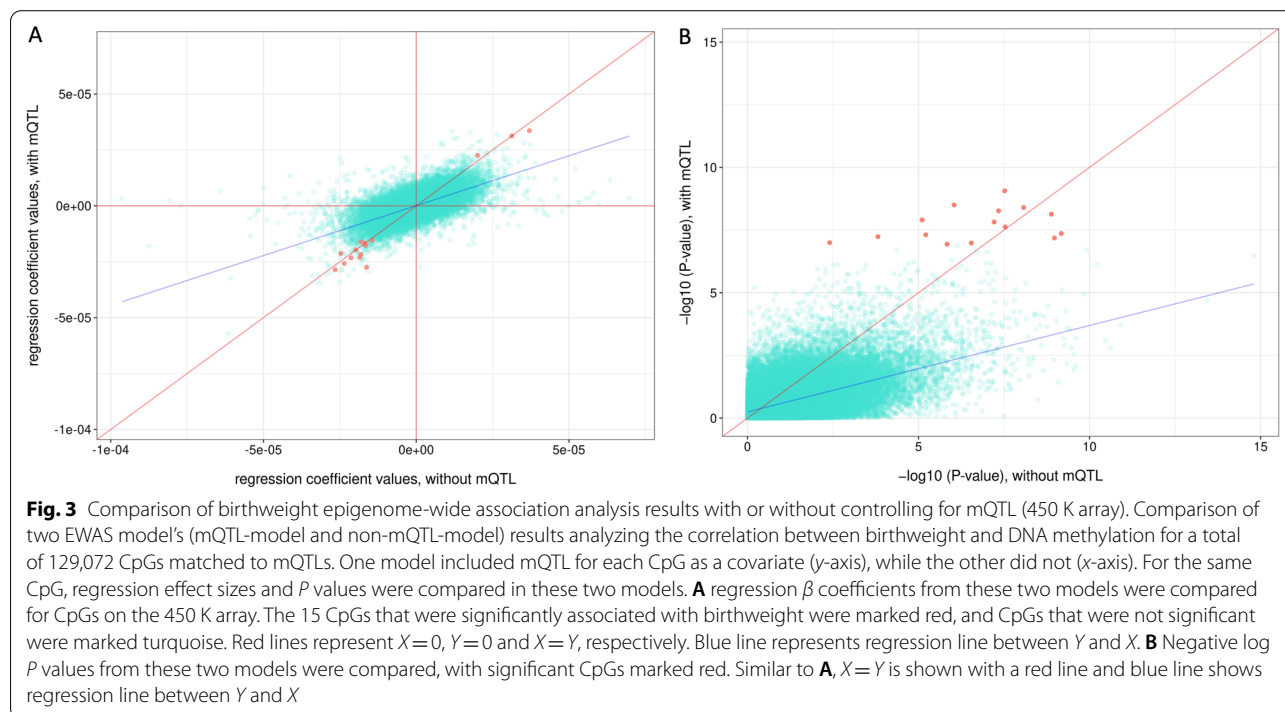 A
regression coefficient values, with mQTL
5e-05
0e+00
-5e-05
-1e-04
-1e-04
-5e-05
0e+00
5e-05
regression coefficient values, without mQTL
B
−log10 (P-value), with mQTL
15
10
5
0
0
5
10
15
−log10 (P-value), without mQTL
Fig. 3 Comparison of birthweight epigenome-wide association analysis results with or without controlling for mQTL (450 K array). Comparison of
two EWAS model's (mQTL-model and non-mQTL-model) results analyzing the correlation between birthweight and DNA methylation for a total
of 129,072 CpGs matched to mQTLs. One model included mQTL for each CpG as a covariate (y-axis), while the other did not (x-axis). For the same
CpG, regression effect sizes and P values were compared in these two models. A regression β coefficients from these two models were compared
for CpGs on the 450 K array. The 15 CpGs that were significantly associated with birthweight were marked red, and CpGs that were not significant
were marked turquoise. Red lines represent X = 0, Y = 0 and X = Y, respectively. Blue line represents regression line between Y and X. B Negative log
P values from these two models were compared, with significant CpGs marked red. Similar to A, X = Y is shown with a red line and blue line shows
regression line between Y and X